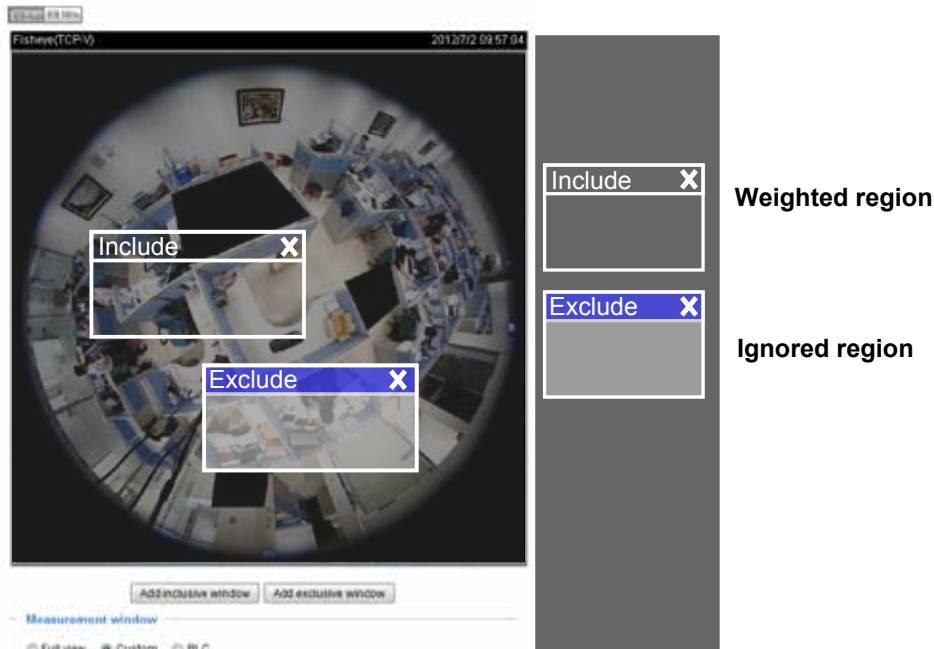 Fisheye(TCP-V) 2012/7/2 09:57:04
Include
Exclude
Include
Weighted region
Exclude
Ignored region
Add inclusive window Add exclusive window
Measurement window
Full view Custom BLC